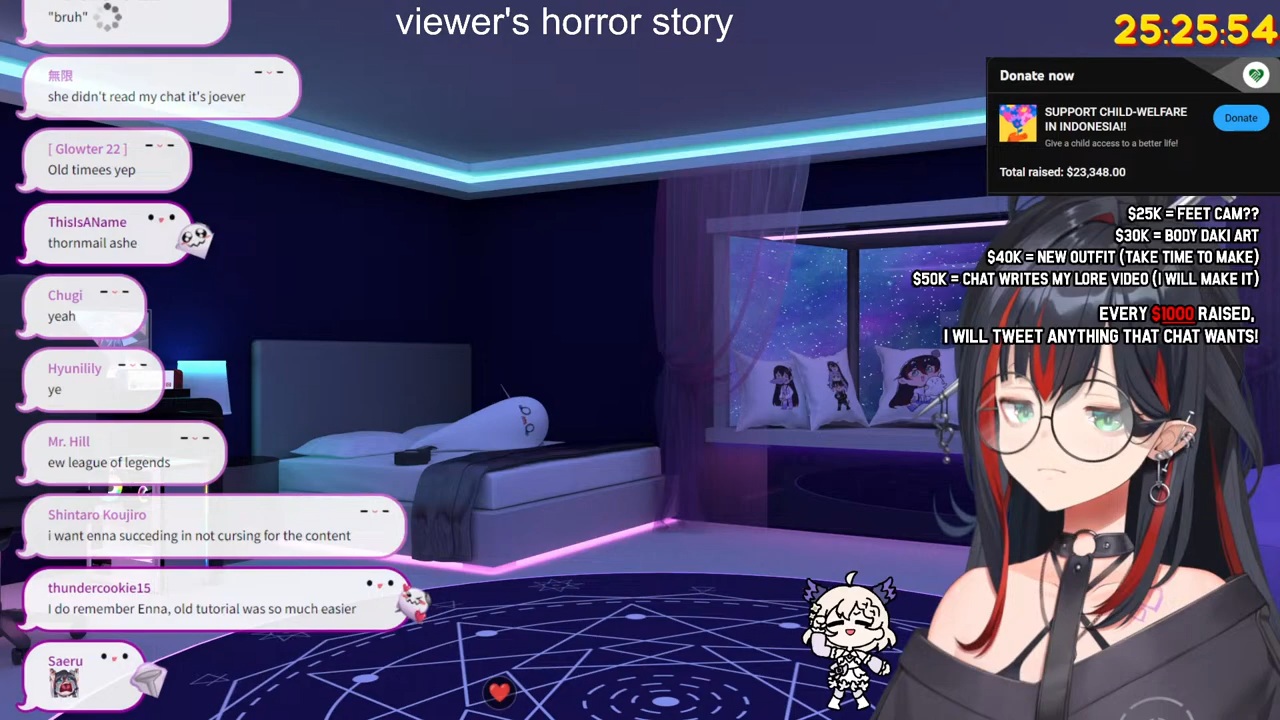 viewer's horror story
25:25:54
"bruh"
無限
she didn't read my chat it's joever
[ Glowter 22 ]
Old timees yep
ThisIsAName
thornmail ashe
Chugi
yeah
Hyunilily
ye
Mr. Hill
ew league of legends
Shintaro Koujiro
i want enna succeding in not cursing for the content
thundercookie15
I do remember Enna, old tutorial was so much easier
Saeru
Donate now
SUPPORT CHILD-WELFARE
IN INDONESIA!!
Give a child access to a better life!
Donate
Total raised: $23,348.00
$25K = FEET CAM??
$30K = BODY DAKI ART
$40K = NEW OUTFIT (TAKE TIME TO MAKE)
$50K = CHAT WRITES MY LORE VIDEO (I WILL MAKE IT)
EVERY $1000 RAISED,
I WILL TWEET ANYTHING THAT CHAT WANTS!